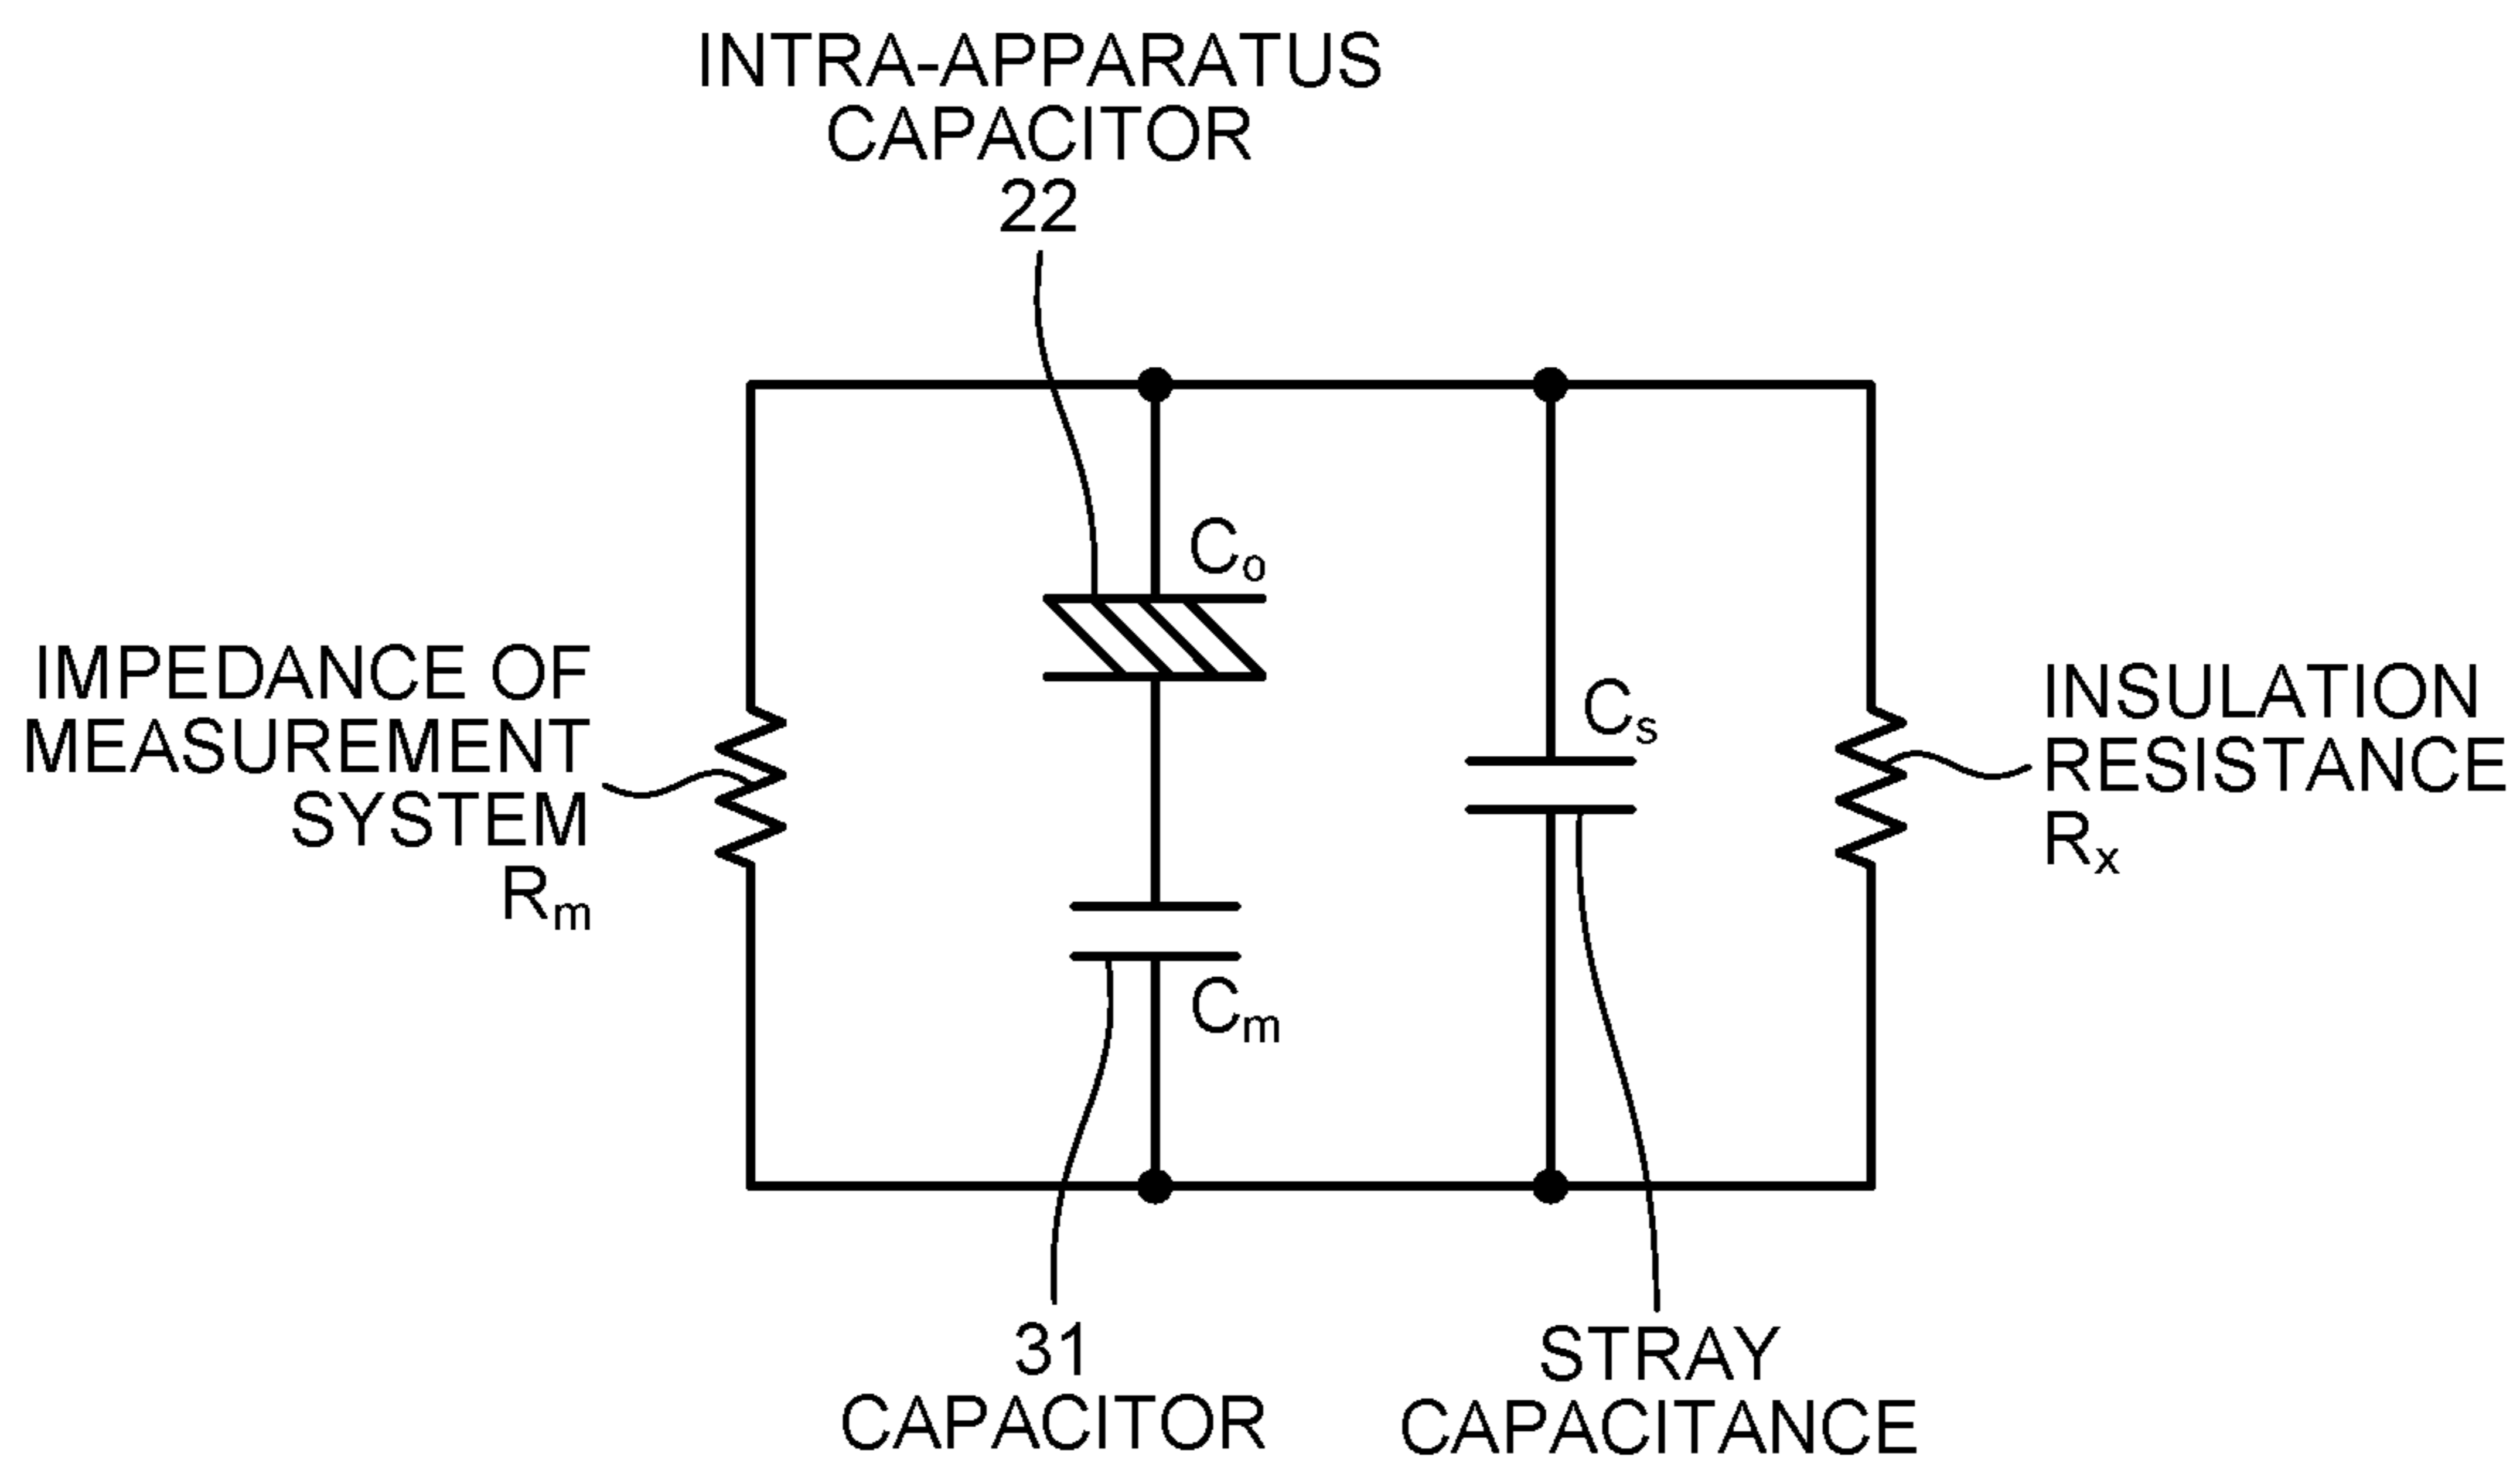 INTRA-APPARATUS
CAPACITOR
22
Co
IMPEDANCE OF
MEASUREMENT
SYSTEM
Rm
Cs
INSULATION
RESISTANCE
Rx
Cm
31
CAPACITOR
STRAY
CAPACITANCE